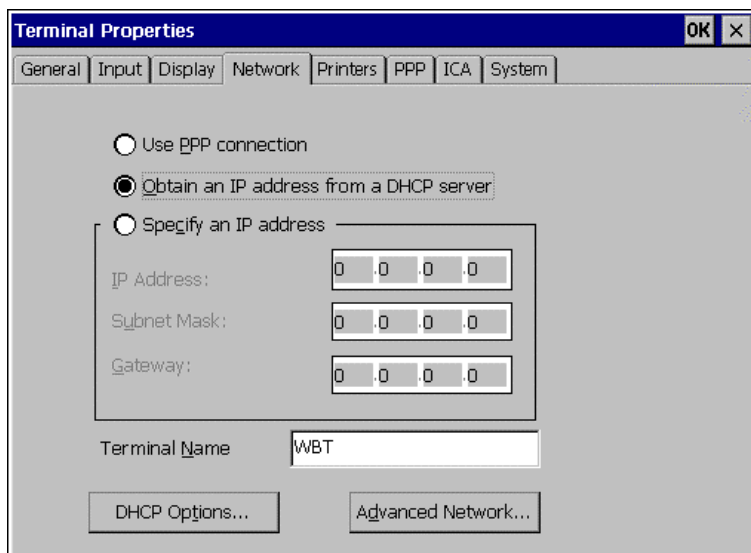 Terminal Properties OK ×
General Input Display Network Printers PPP ICA System
Use PPP connection
Obtain an IP address from a DHCP server
Specify an IP address
IP Address: 0 .0 .0 .0
Subnet Mask: 0 .0 .0 .0
Gateway: 0 .0 .0 .0
Terminal Name WBT
DHCP Options... Advanced Network...